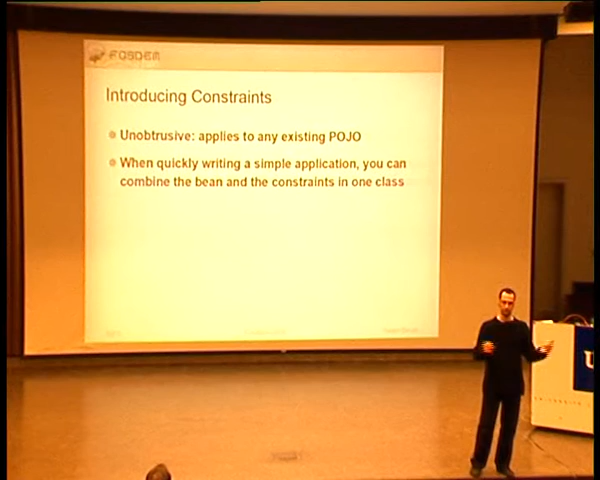 FOSDEM
Introducing Constraints
Unobtrusive: applies to any existing POJO
When quickly writing a simple application, you can
combine the bean and the constraints in one class
U